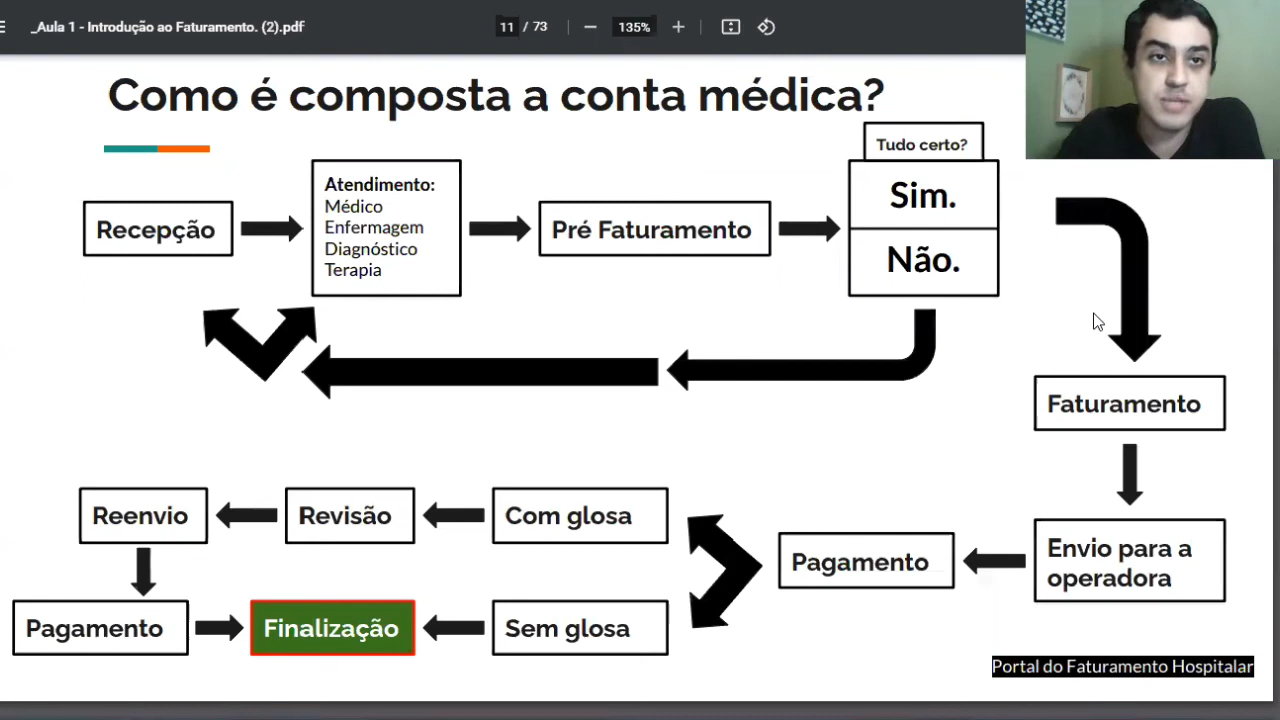 _Aula 1 - Introdução ao Faturamento. (2).pdf
11 / 73
135%
Como é composta a conta médica?
Tudo certo?
Recepção
Atendimento:
Médico
Enfermagem
Diagnóstico
Terapia
Pré Faturamento
Sim.
Não.
Faturamento
Envio para a
operadora
Pagamento
Com glosa
Revisão
Reenvio
Pagamento
Finalização
Sem glosa
Portal do Faturamento Hospitalar